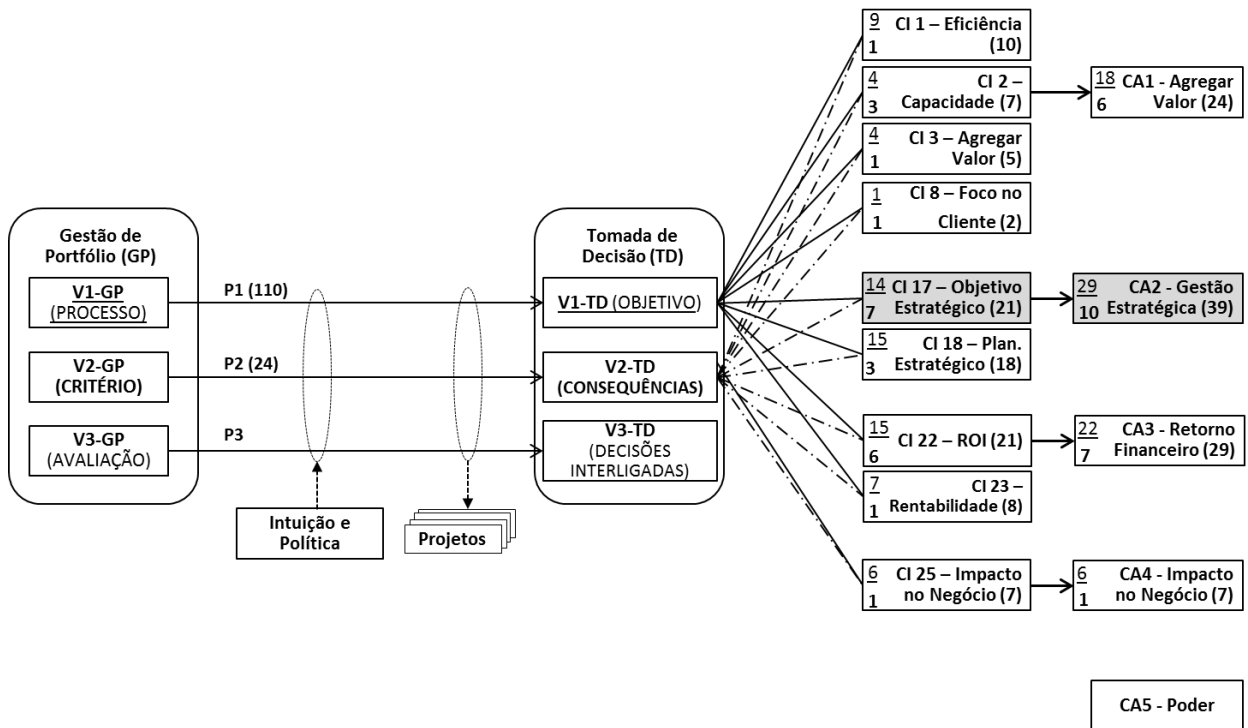 Gestão de
Portfólio (GP)
V1-GP
(PROCESSO)
V2-GP
(CRITÉRIO)
V3-GP
(AVALIAÇÃO)
P1 (110)
P2 (24)
P3
Intuição e
Política
Projetos
Tomada de
Decisão (TD)
V1-TD (OBJETIVO)
V2-TD
(CONSEQUÊNCIAS)
V3-TD
(DECISÕES
INTERLIGADAS)
9 CI 1 – Eficiência
1 (10)
4 CI 2 –
3 Capacidade (7)
4 CI 3 – Agregar
1 Valor (5)
1 CI 8 – Foco no
1 Cliente (2)
14 CI 17 – Objetivo
7 Estratégico (21)
15 CI 18 – Plan.
3 Estratégico (18)
15
6 CI 22 – ROI (21)
7 CI 23 –
1 Rentabilidade (8)
6 CI 25 – Impacto
1 no Negócio (7)
18 CA1 - Agregar
6 Valor (24)
29 CA2 - Gestão
10 Estratégica (39)
22 CA3 - Retorno
7 Financeiro (29)
6 CA4 - Impacto
1 no Negócio (7)
CA5 - Poder